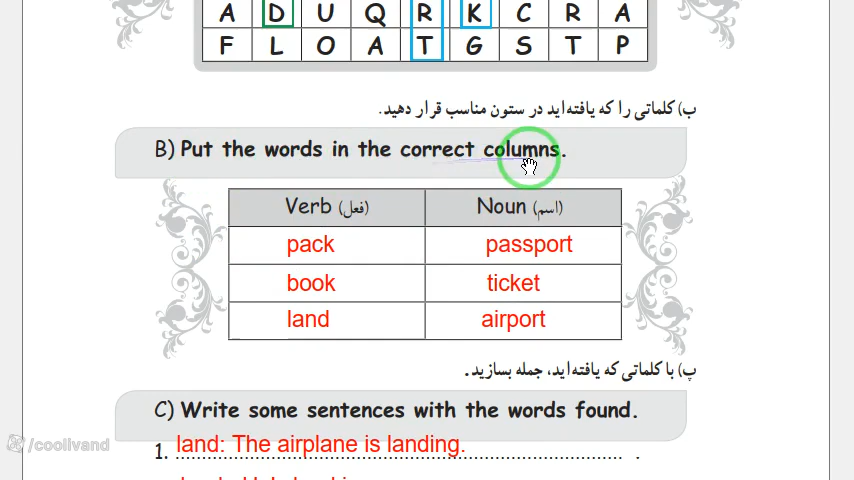 A D U Q R K C R A
F L O A T G S T P
ب) کلماتی را که یافته‌اید در ستون مناسب قرار دهید.
B) Put the words in the correct columns.
Verb (فعل) Noun (اسم)
pack passport
book ticket
land airport
پ) با کلماتی که یافته‌اید، جمله بسازید.
C) Write some sentences with the words found.
1. land: The airplane is landing.
/coolivand